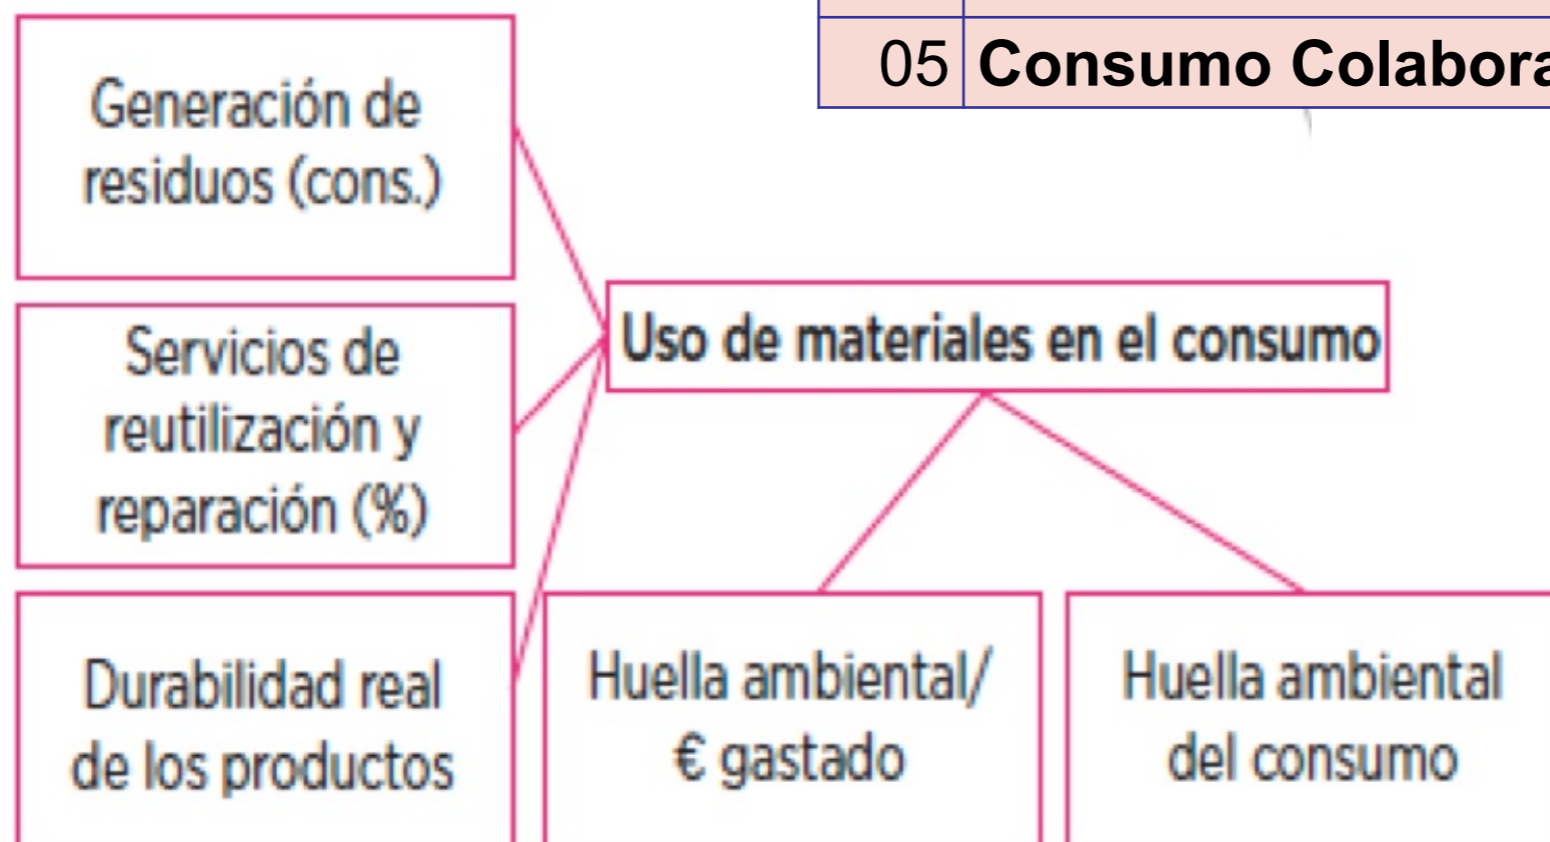 05 Consumo
Generación de
residuos (cons.)
Servicios de
reutilización y
reparación (%)
Uso de materiales en el consumo
Durabilidad real
de los productos
Huella ambiental/
€ gastado
Huella ambiental
del consumo